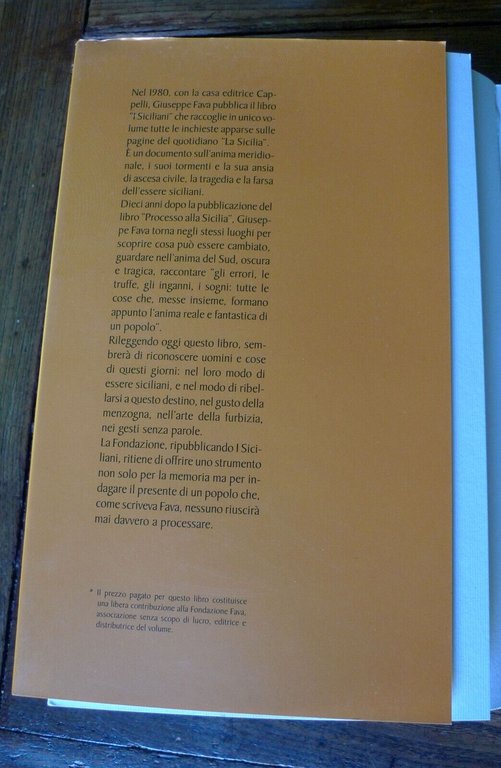 Nel 1980, con la casa editrice Cap-
pelli, Giuseppe Fava pubblica il libro
"I Siciliani" che raccoglie in unico vo-
lume tutte le inchieste apparse sulle
pagine del quotidiano "La Sicilia".
È un documento sull'anima meridio-
nale, i suoi tormenti e la sua ansia
di ascesa civile, la tragedia e la farsa
dell'essere siciliani.
Dieci anni dopo la pubblicazione del
libro "Processo alla Sicilia", Giusep-
pe Fava torna negli stessi luoghi per
scoprire cosa può essere cambiato,
guardare nell'anima del Sud, oscura
e tragica, raccontare "gli errori, le
truffe, gli inganni, i sogni: tutte le
cose che, messe insieme, formano
appunto l'anima reale e fantastica di
un popolo".
Rileggendo oggi questo libro, sem-
brerà di riconoscere uomini e cose
di questi giorni: nel loro modo di
essere siciliani, e nel modo di ribel-
larsi a questo destino, nel gusto della
menzogna, nell'arte della furbizia,
nei gesti senza parole.
La Fondazione, ripubblicando I Sici-
liani, ritiene di offrire uno strumento
non solo per la memoria ma per in-
dagare il presente di un popolo che,
come scriveva Fava, nessuno riuscirà
mai davvero a processare.
* Il prezzo pagato per questo libro costituisce
una libera contribuzione alla Fondazione Fava,
associazione senza scopo di lucro, editrice e
distributrice del volume.